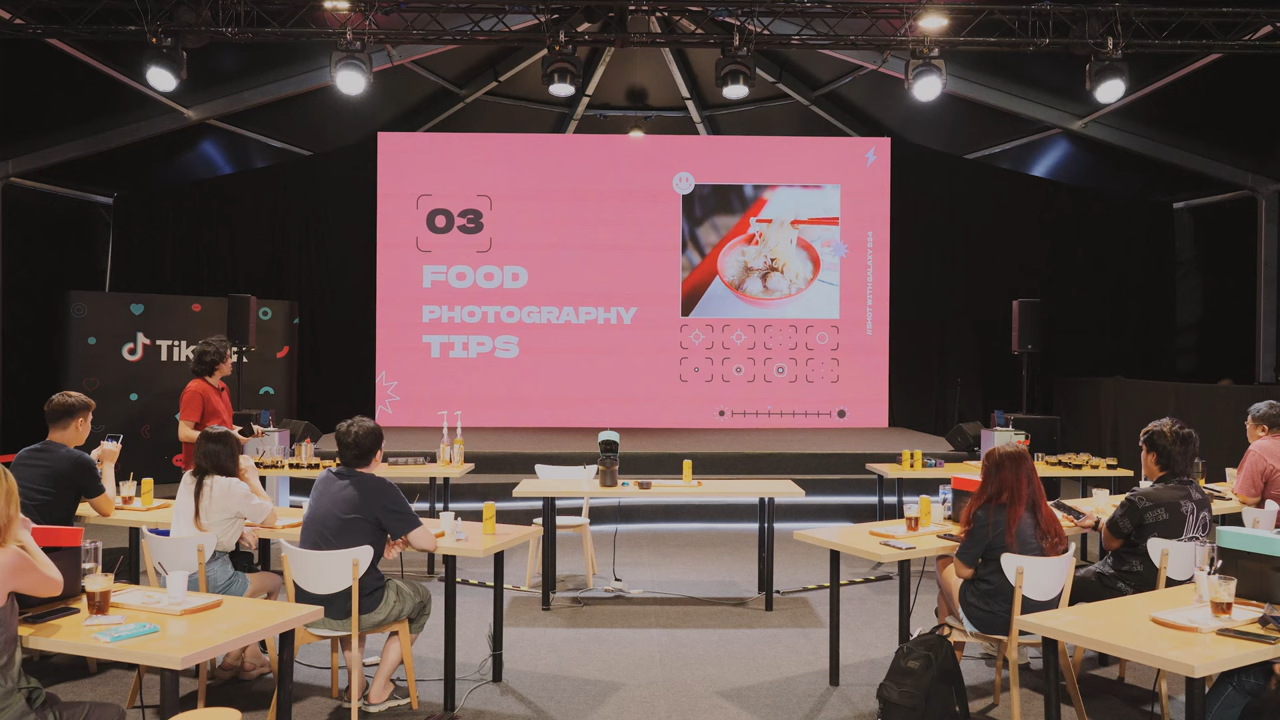 03
FOOD
PHOTOGRAPHY
TIPS
#SHOT WITH GALAXY S24
TikTok